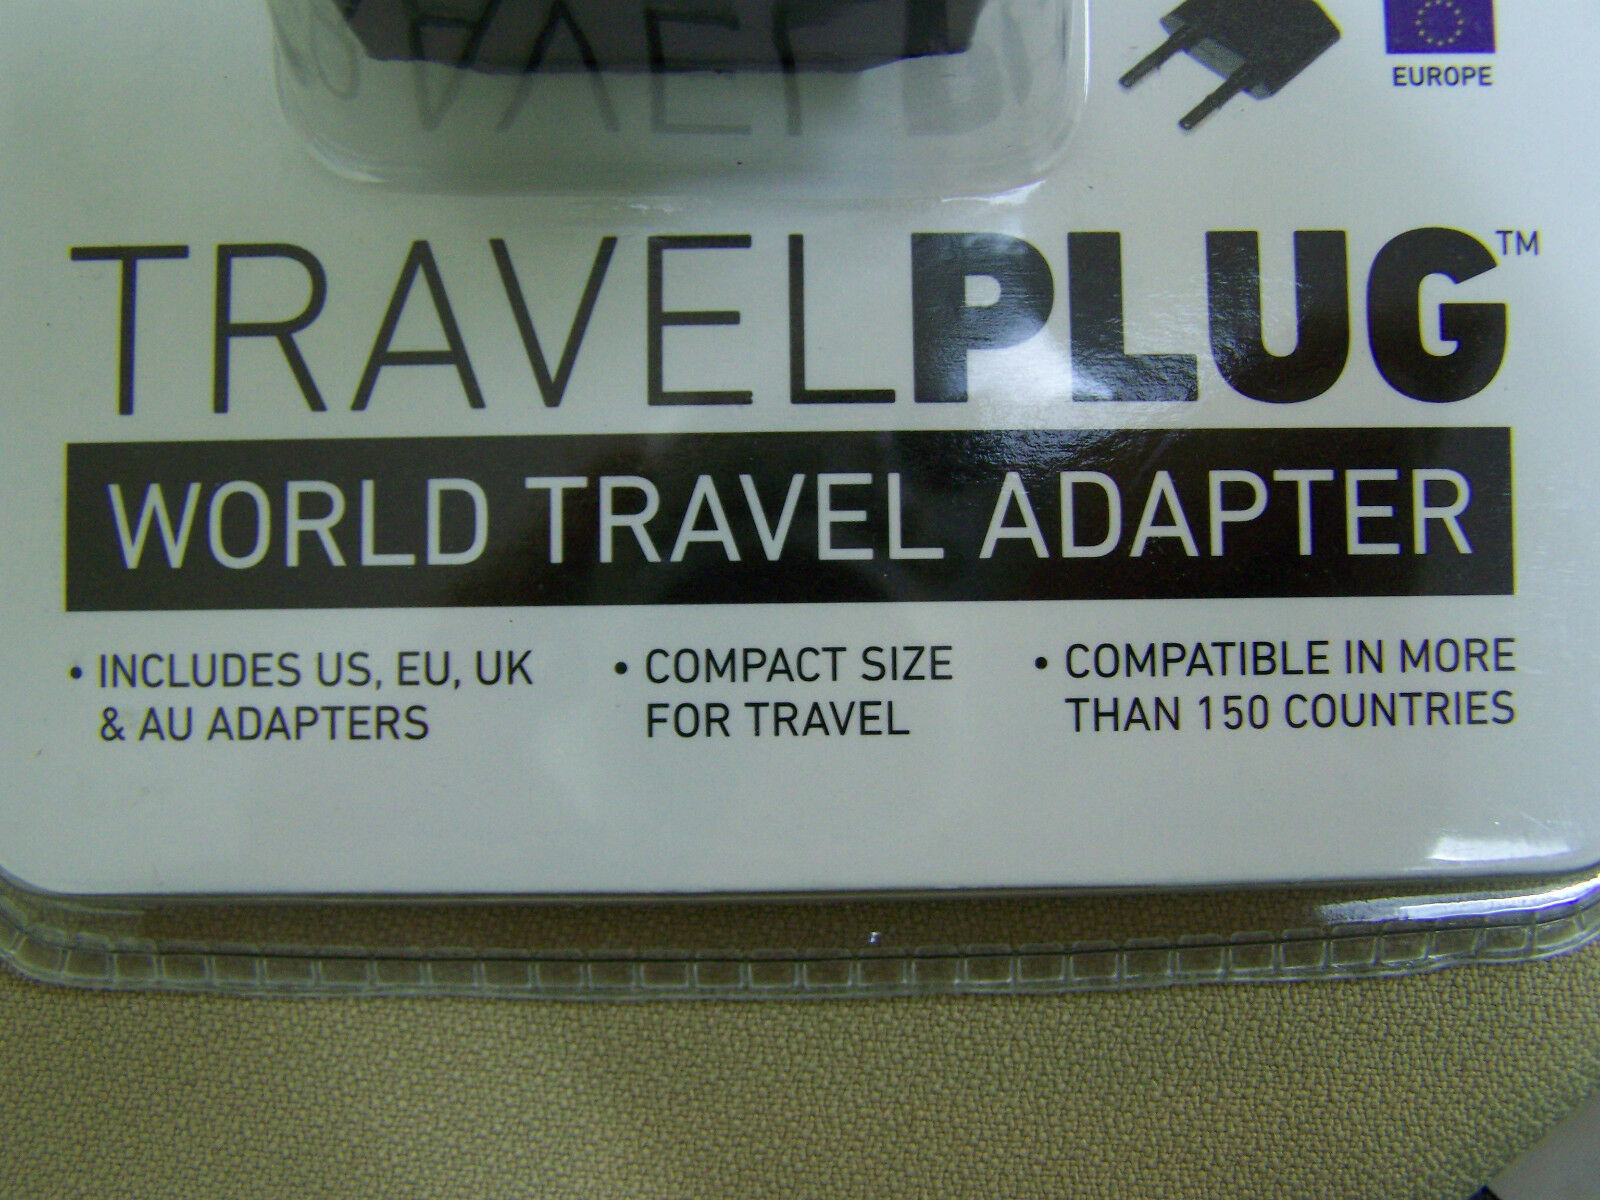 EUROPE
TRAVELPLUG™
WORLD TRAVEL ADAPTER
• INCLUDES US, EU, UK
& AU ADAPTERS
• COMPACT SIZE
FOR TRAVEL
• COMPATIBLE IN MORE
THAN 150 COUNTRIES